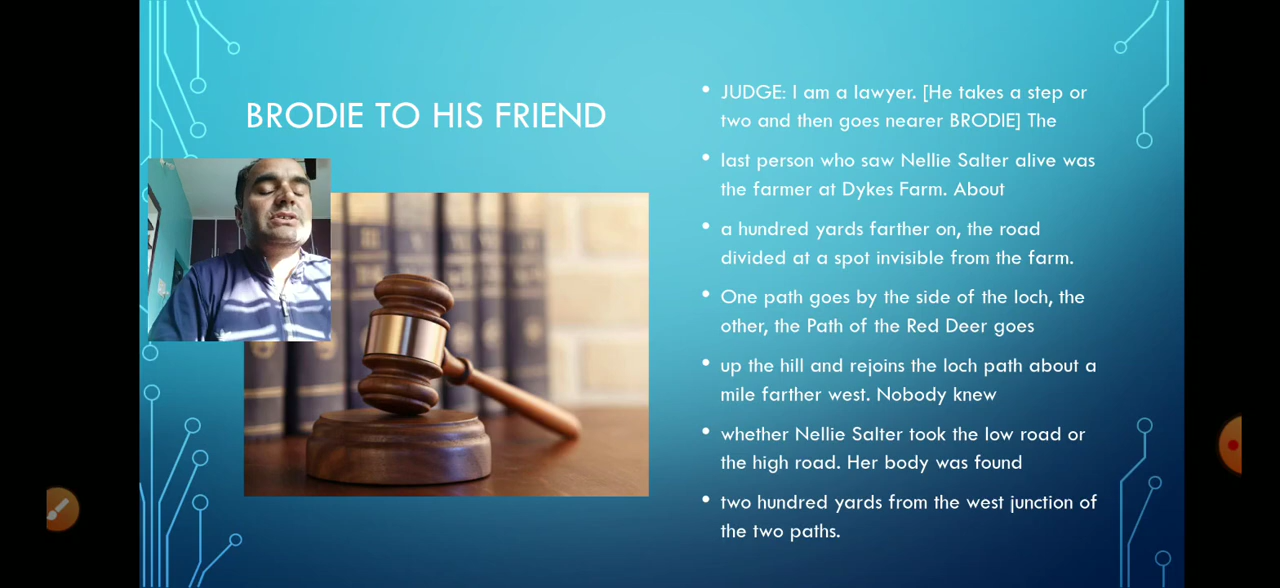 BRODIE TO HIS FRIEND
• JUDGE: I am a lawyer. [He takes a step or
two and then goes nearer BRODIE] The
• last person who saw Nellie Salter alive was
the farmer at Dykes Farm. About
• a hundred yards farther on, the road
divided at a spot invisible from the farm.
• One path goes by the side of the loch, the
other, the Path of the Red Deer goes
• up the hill and rejoins the loch path about a
mile farther west. Nobody knew
• whether Nellie Salter took the low road or
the high road. Her body was found
• two hundred yards from the west junction of
the two paths.